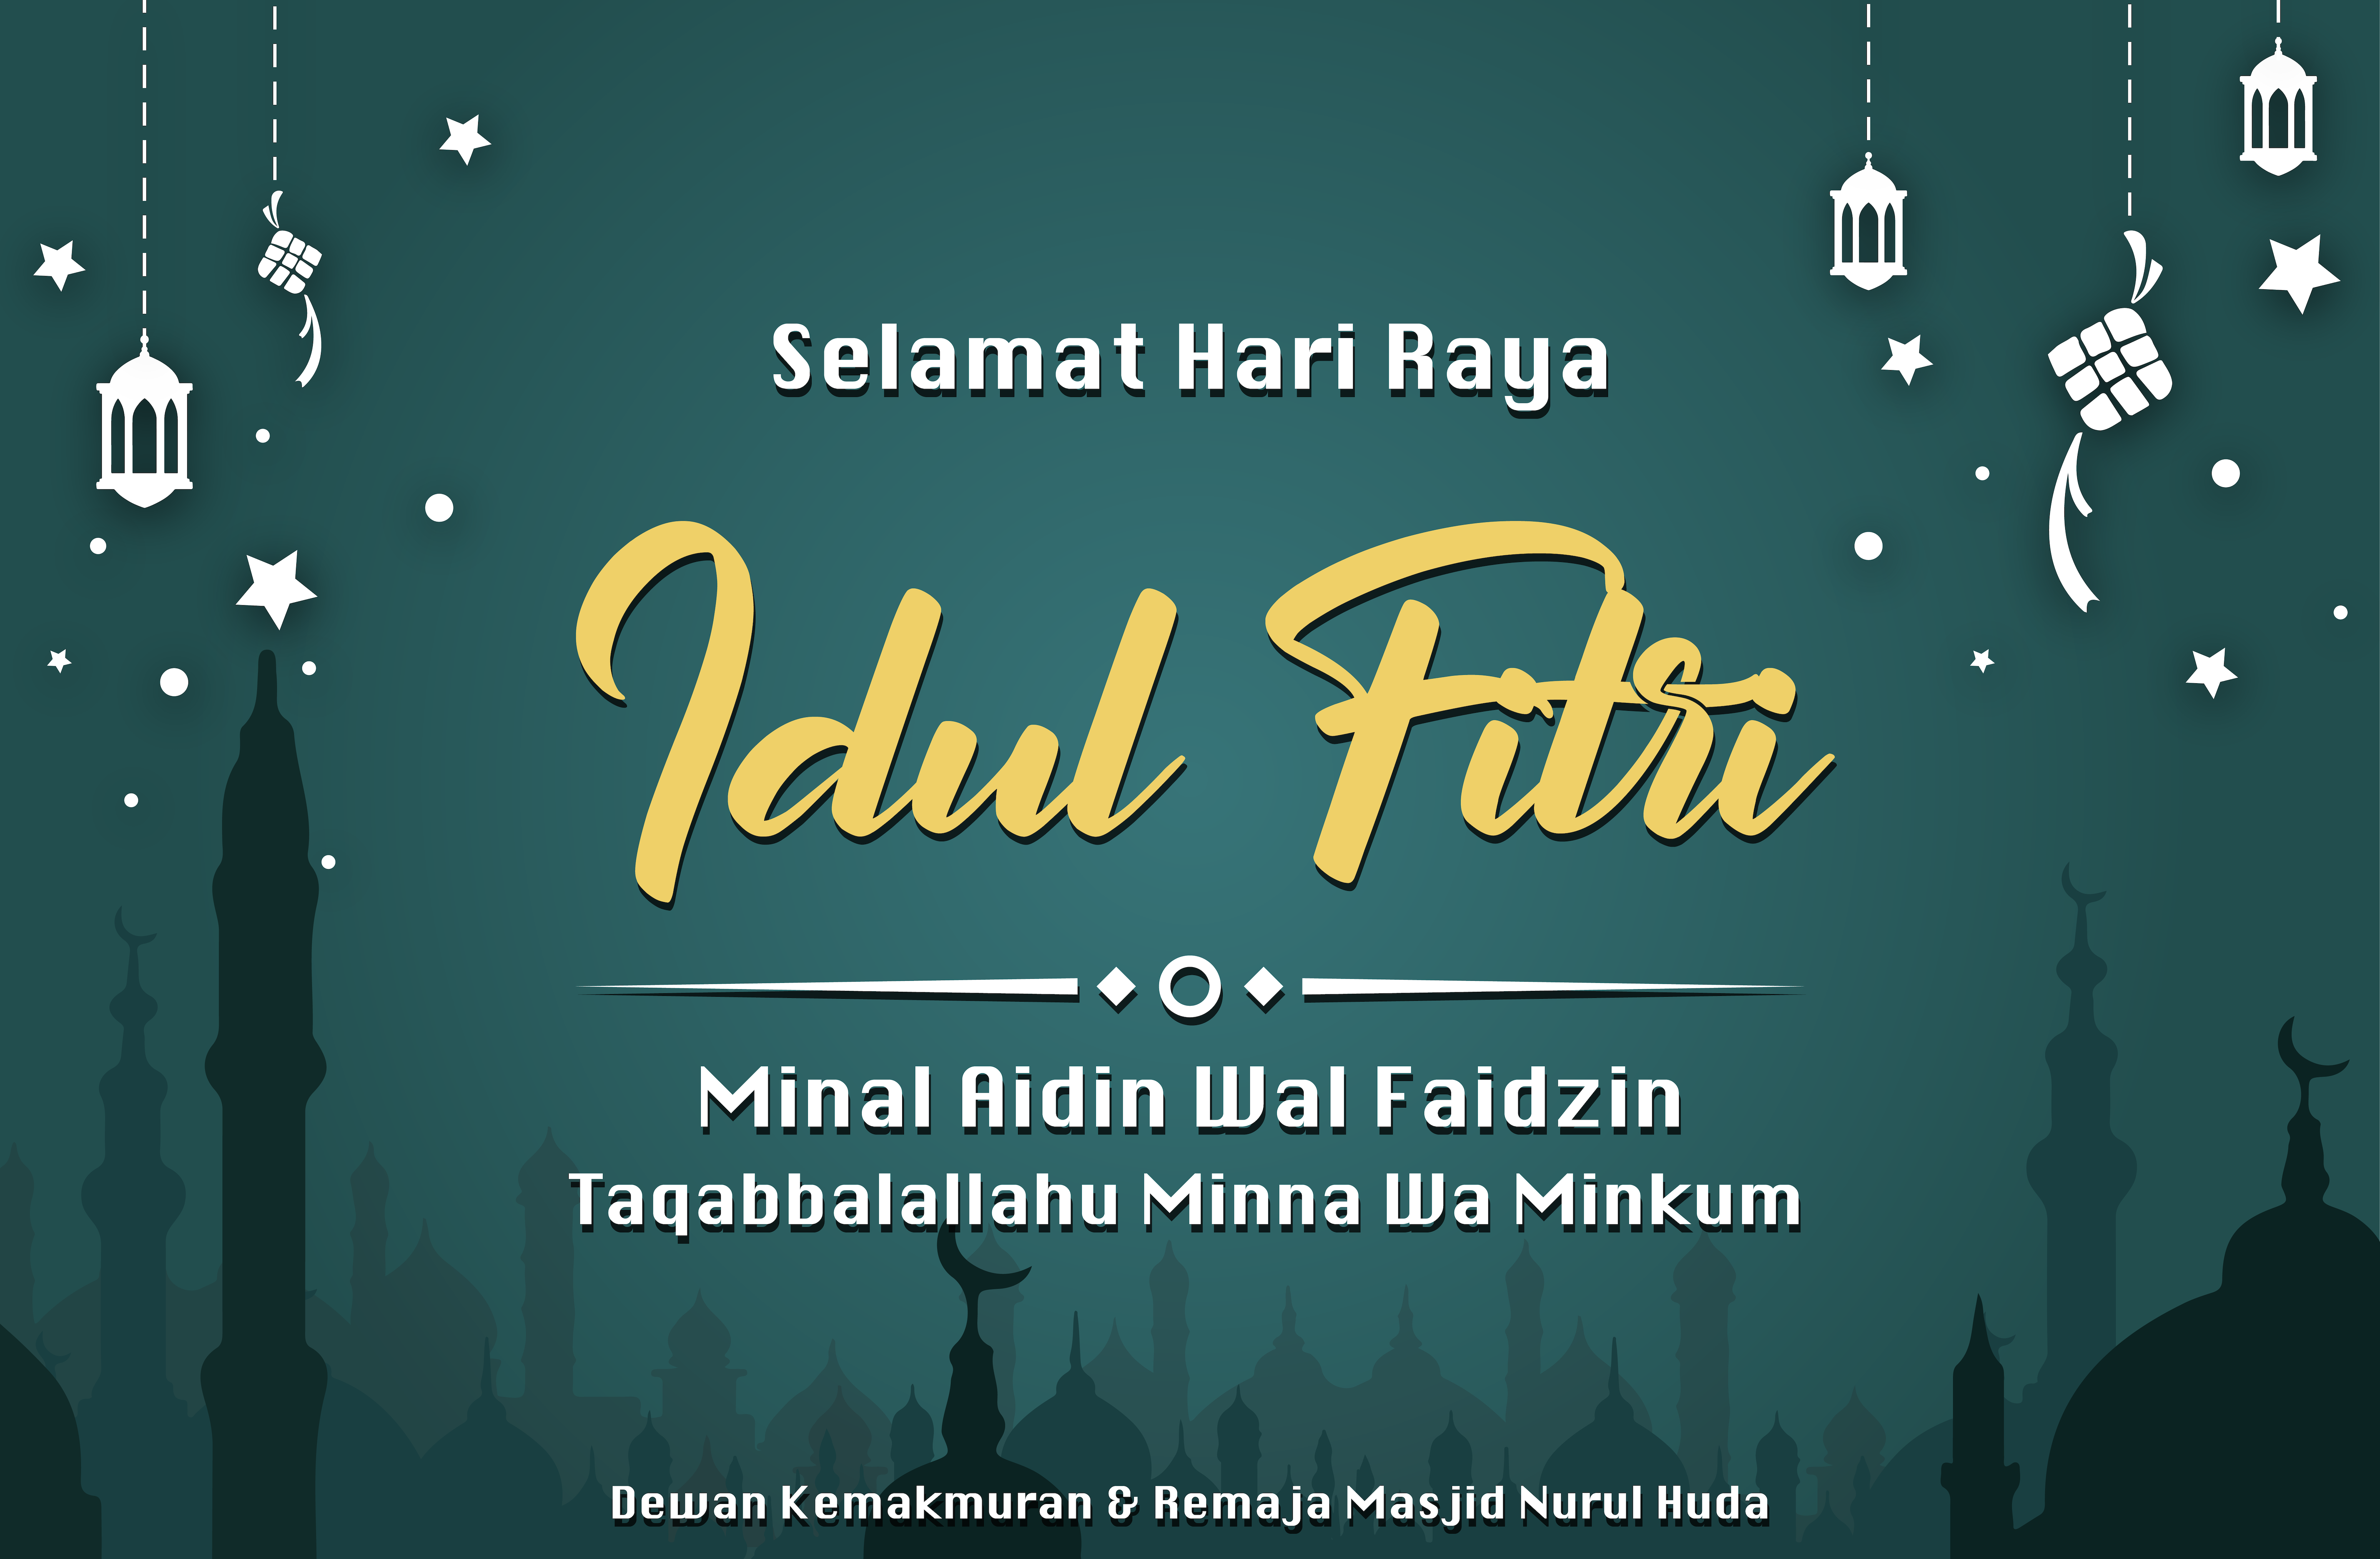 Selamat Hari Raya
Idul Fitri
Minal Aidin Wal Faidzin
Taqabbalallahu Minna Wa Minkum
Dewan Kemakmuran & Remaja Masjid Nurul Huda